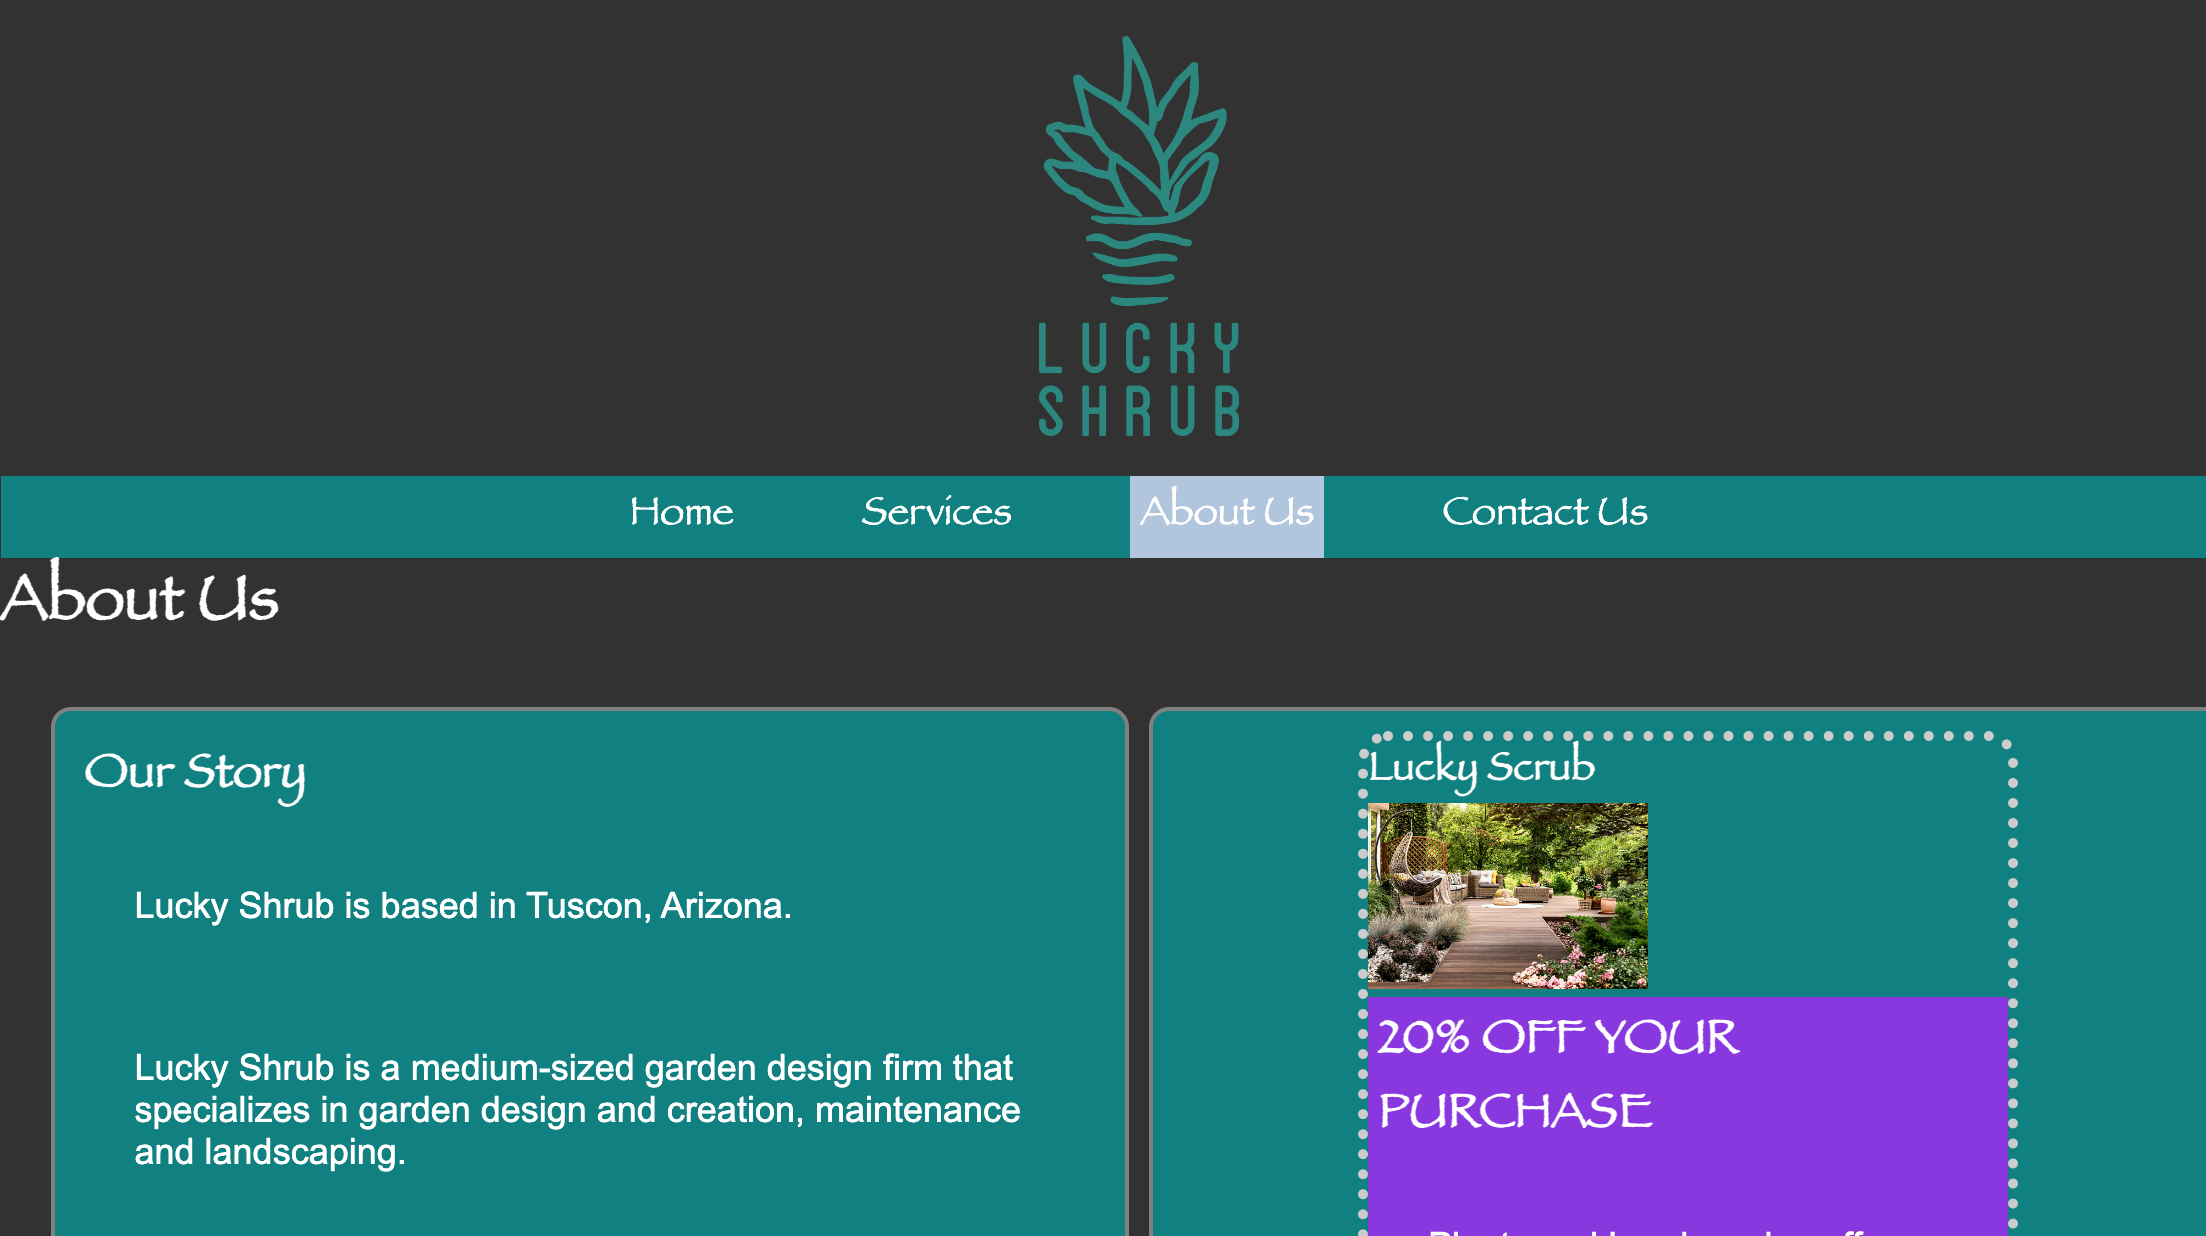 LUCKY
SHRUB
Home Services About Us Contact Us
About Us
Our Story
Lucky Shrub is based in Tuscon, Arizona.
Lucky Shrub is a medium-sized garden design firm that
specializes in garden design and creation, maintenance
and landscaping.
Lucky Scrub
20% OFF YOUR
PURCHASE